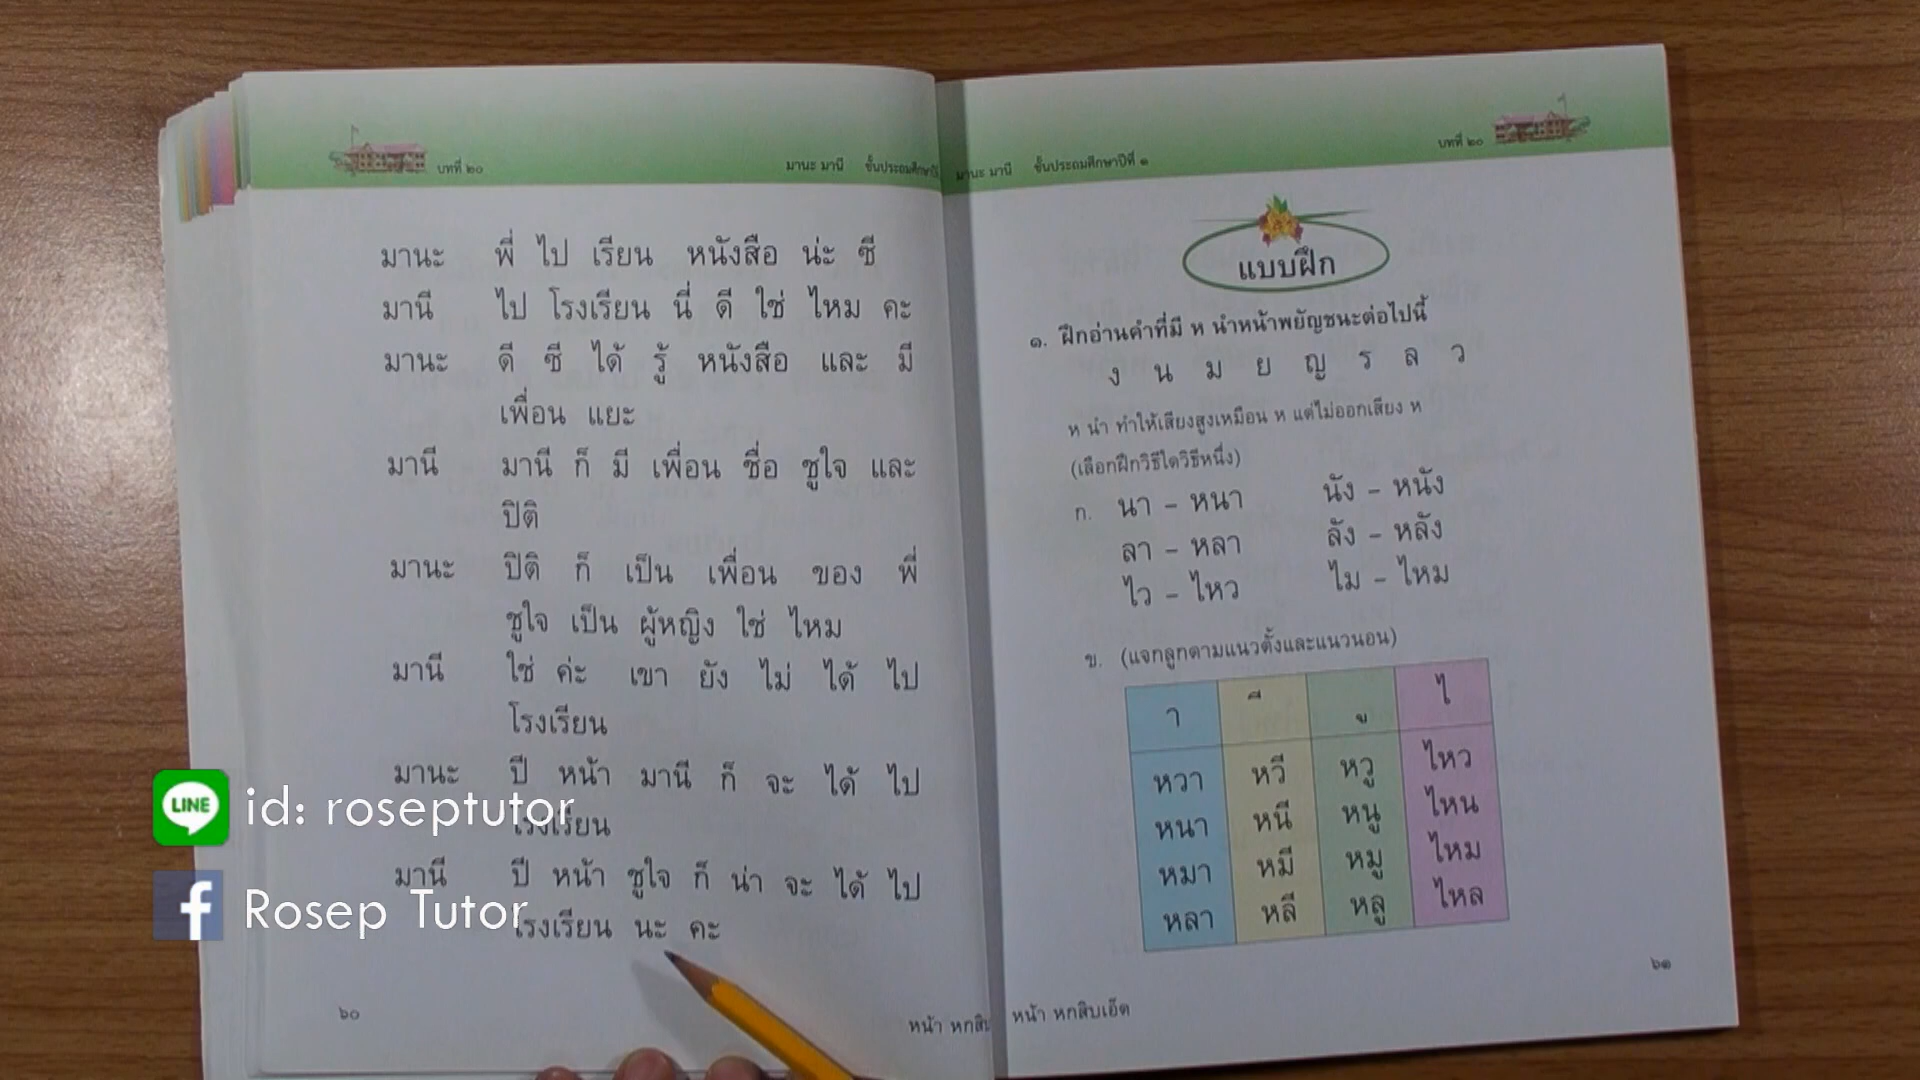 บทที่ ๒๐
มานะ มานี ชั้นประถมศึกษาปี
มานะ พี่ ไป เรียน หนังสือ น่ะ ซี
มานี ไป โรงเรียน นี่ ดี ใช่ ไหม คะ
มานะ ดี ซี ได้ รู้ หนังสือ และ มี
เพื่อน แยะ
มานี มานี ก็ มี เพื่อน ชื่อ ชูใจ และ
ปิติ
มานะ ปิติ ก็ เป็น เพื่อน ของ พี่
ชูใจ เป็น ผู้หญิง ใช่ ไหม
มานี ใช่ ค่ะ เขา ยัง ไม่ ได้ ไป
โรงเรียน
มานะ ปี หน้า มานี ก็ จะ ได้ ไป
โรงเรียน
มานี ปี หน้า ชูใจ ก็ น่า จะ ได้ ไป
โรงเรียน นะ คะ
๖๐
หน้า หกสิบ
LINE id: roseptutor
f Rosep Tutor
มานะ มานี ชั้นประถมศึกษาปีที่ ๑
บทที่ ๒๐
แบบฝึก
๑. ฝึกอ่านคำที่มี ห นำหน้าพยัญชนะต่อไปนี้
ง น ม ย ญ ร ล ว
ห นำ ทำให้เสียงสูงเหมือน ห แต่ไม่ออกเสียง ห
(เลือกฝึกวิธีใดวิธีหนึ่ง)
ก. นา - หนา นัง - หนัง
ลา - หลา ลัง - หลัง
ไว - ไหว ไม - ไหม
ข. (แจกลูกตามแนวตั้งและแนวนอน)
า ี ู ไ
หวา หวี หวู ไหว
หนา หนี หนู ไหน
หมา หมี หมู ไหม
หลา หลี หลู ไหล
๖๑
หน้า หกสิบเอ็ด